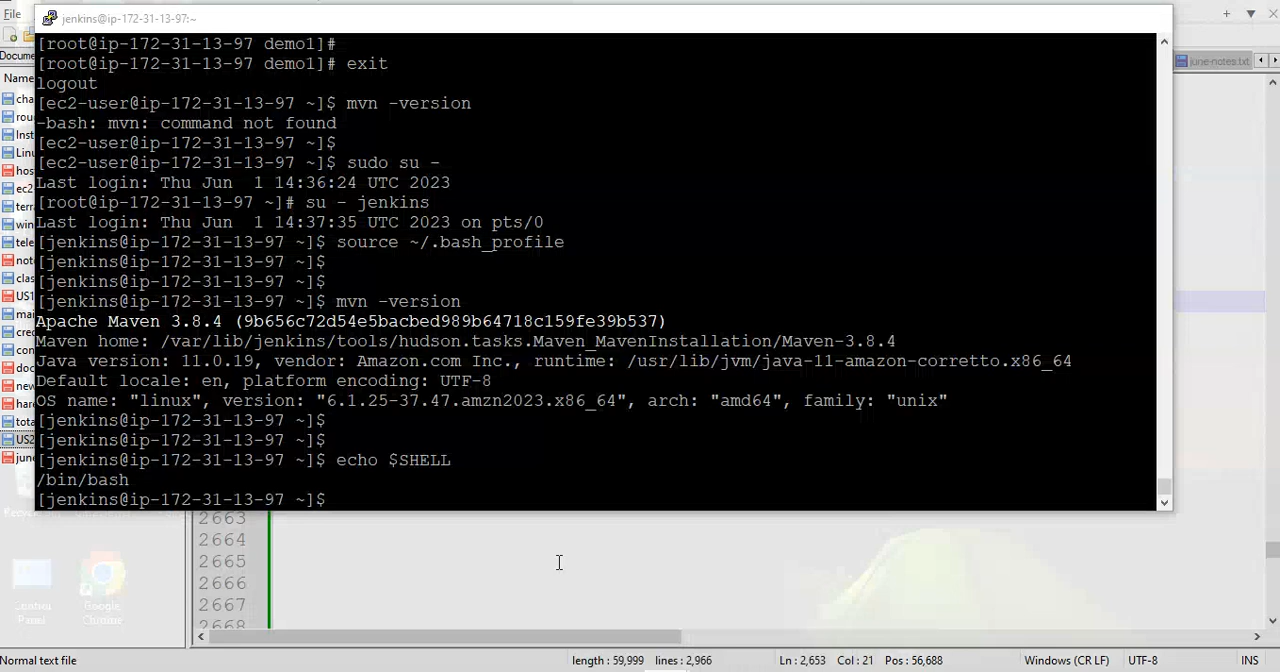 File
jenkins@ip-172-31-13-97:~
Name
june-notes.txt
[root@ip-172-31-13-97 demo1]#
[root@ip-172-31-13-97 demo1]# exit
logout
[ec2-user@ip-172-31-13-97 ~]$ mvn -version
-bash: mvn: command not found
[ec2-user@ip-172-31-13-97 ~]$
[ec2-user@ip-172-31-13-97 ~]$ sudo su -
Last login: Thu Jun  1 14:36:24 UTC 2023
[root@ip-172-31-13-97 ~]# su - jenkins
Last login: Thu Jun  1 14:37:35 UTC 2023 on pts/0
[jenkins@ip-172-31-13-97 ~]$ source ~/.bash_profile
[jenkins@ip-172-31-13-97 ~]$
[jenkins@ip-172-31-13-97 ~]$
[jenkins@ip-172-31-13-97 ~]$ mvn -version
Apache Maven 3.8.4 (9b656c72d54e5bacbed989b64718c159fe39b537)
Maven home: /var/lib/jenkins/tools/hudson.tasks.Maven_MavenInstallation/Maven-3.8.4
Java version: 11.0.19, vendor: Amazon.com Inc., runtime: /usr/lib/jvm/java-11-amazon-corretto.x86_64
Default locale: en, platform encoding: UTF-8
OS name: "linux", version: "6.1.25-37.47.amzn2023.x86_64", arch: "amd64", family: "unix"
[jenkins@ip-172-31-13-97 ~]$
[jenkins@ip-172-31-13-97 ~]$
[jenkins@ip-172-31-13-97 ~]$ echo $SHELL
/bin/bash
[jenkins@ip-172-31-13-97 ~]$
2663
2664
2665
2666
2667
2668
Google
Chrome
Normal text file
length : 59,999 lines : 2,966
Ln : 2,653 Col : 21 Pos : 56,688
Windows (CR LF)
UTF-8
INS